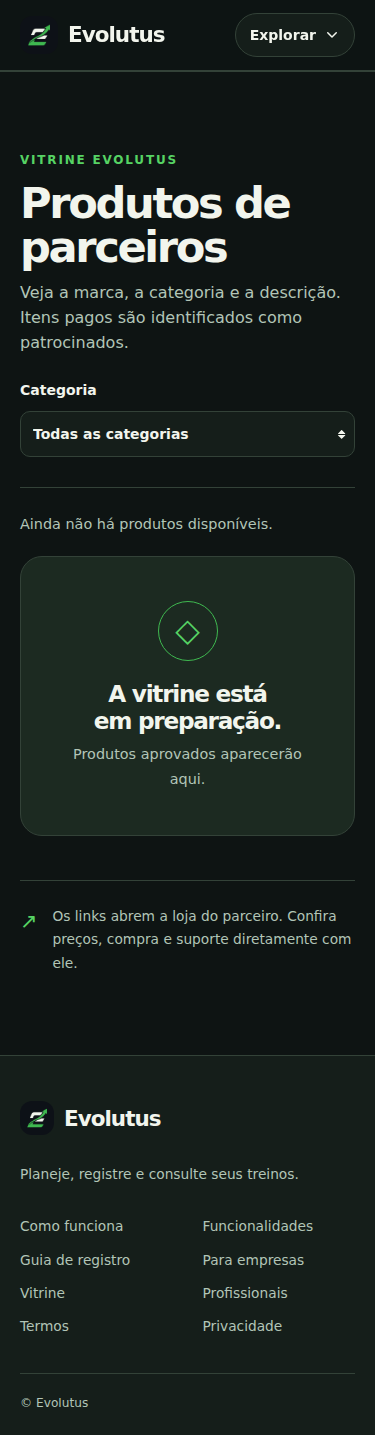 Evolutus
Explorar
VITRINE EVOLUTUS
Produtos de
parceiros
Veja a marca, a categoria e a descrição.
Itens pagos são identificados como
patrocinados.
Categoria
Todas as categorias
Ainda não há produtos disponíveis.
A vitrine está
em preparação.
Produtos aprovados aparecerão
aqui.
Os links abrem a loja do parceiro. Confira
preços, compra e suporte diretamente com
ele.
Evolutus
Planeje, registre e consulte seus treinos.
Como funciona
Funcionalidades
Guia de registro
Para empresas
Vitrine
Profissionais
Termos
Privacidade
© Evolutus